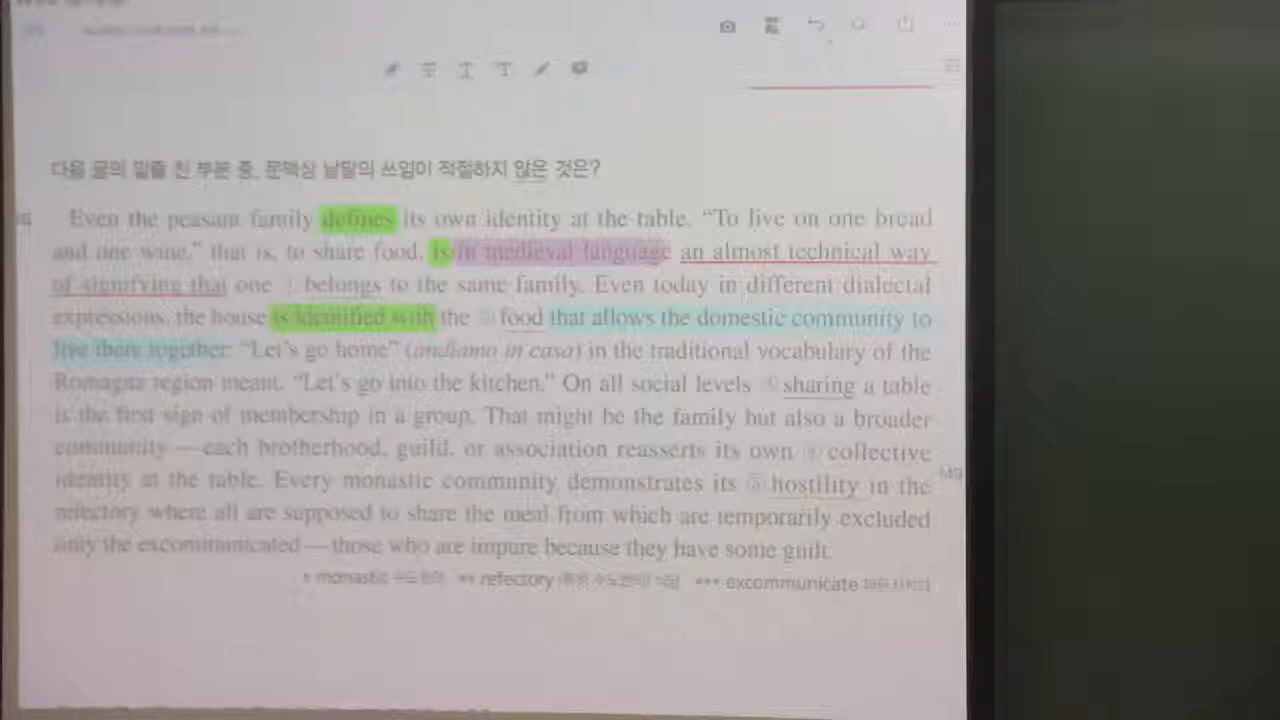 다음 글의 밑줄 친 부분 중, 문맥상 낱말의 쓰임이 적절하지 않은 것은?
Even the peasant family defines its own identity at the table. “To live on one bread
and one wine,” that is, to share food, is in medieval language an almost technical way
of signifying that one ① belongs to the same family. Even today in different dialectal
expressions, the house is identified with the ② food that allows the domestic community to
live there together: “Let’s go home” (andiamo in casa) in the traditional vocabulary of the
Romagna region meant, “Let’s go into the kitchen.” On all social levels ③ sharing a table
is the first sign of membership in a group. That might be the family but also a broader
community — each brotherhood, guild, or association reasserts its own ④ collective
identity at the table. Every monastic community demonstrates its ⑤ hostility in the
149
refectory where all are supposed to share the meal from which are temporarily excluded
only the excommunicated — those who are impure because they have some guilt.
* monastic 수도원의 ** refectory 식당 *** excommunicate